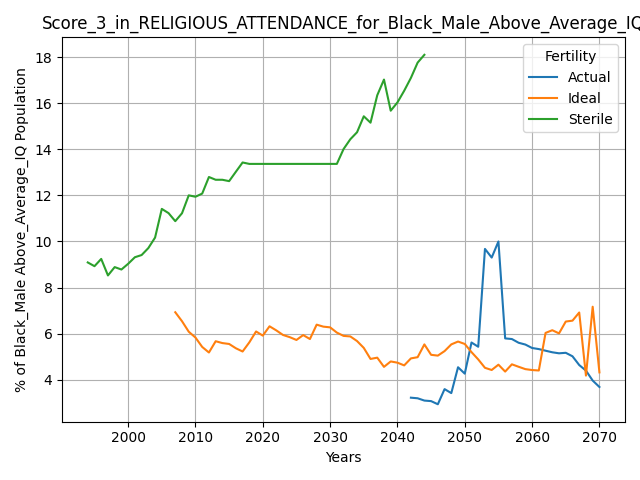 Score_3_in_RELIGIOUS_ATTENDANCE_for_Black_Male_Above_Average_IQ
% of Black_Male Above_Average_IQ Population
18
16
14
12
10
8
6
4
Fertility
Actual
Ideal
Sterile
2000 2010 2020 2030 2040 2050 2060 2070
Years